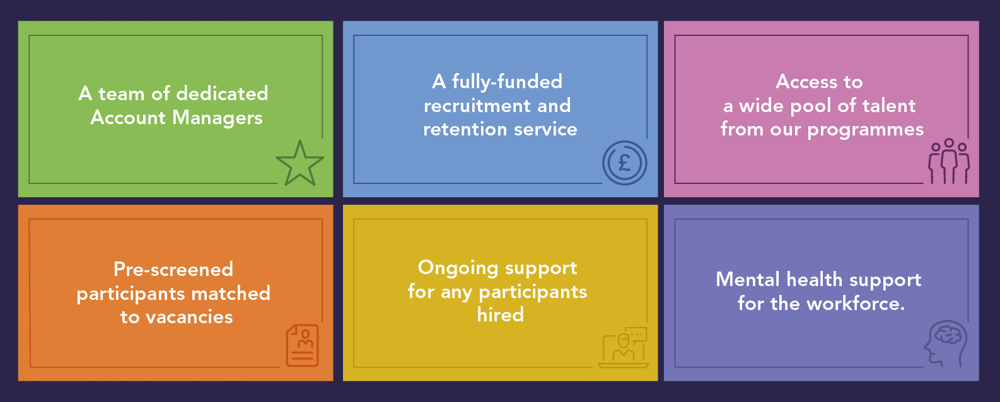 A team of dedicated
Account Managers
A fully-funded
recruitment and
retention service
£
Access to
a wide pool of talent
from our programmes
Pre-screened
participants matched
to vacancies
Ongoing support
for any participants
hired
Mental health support
for the workforce.